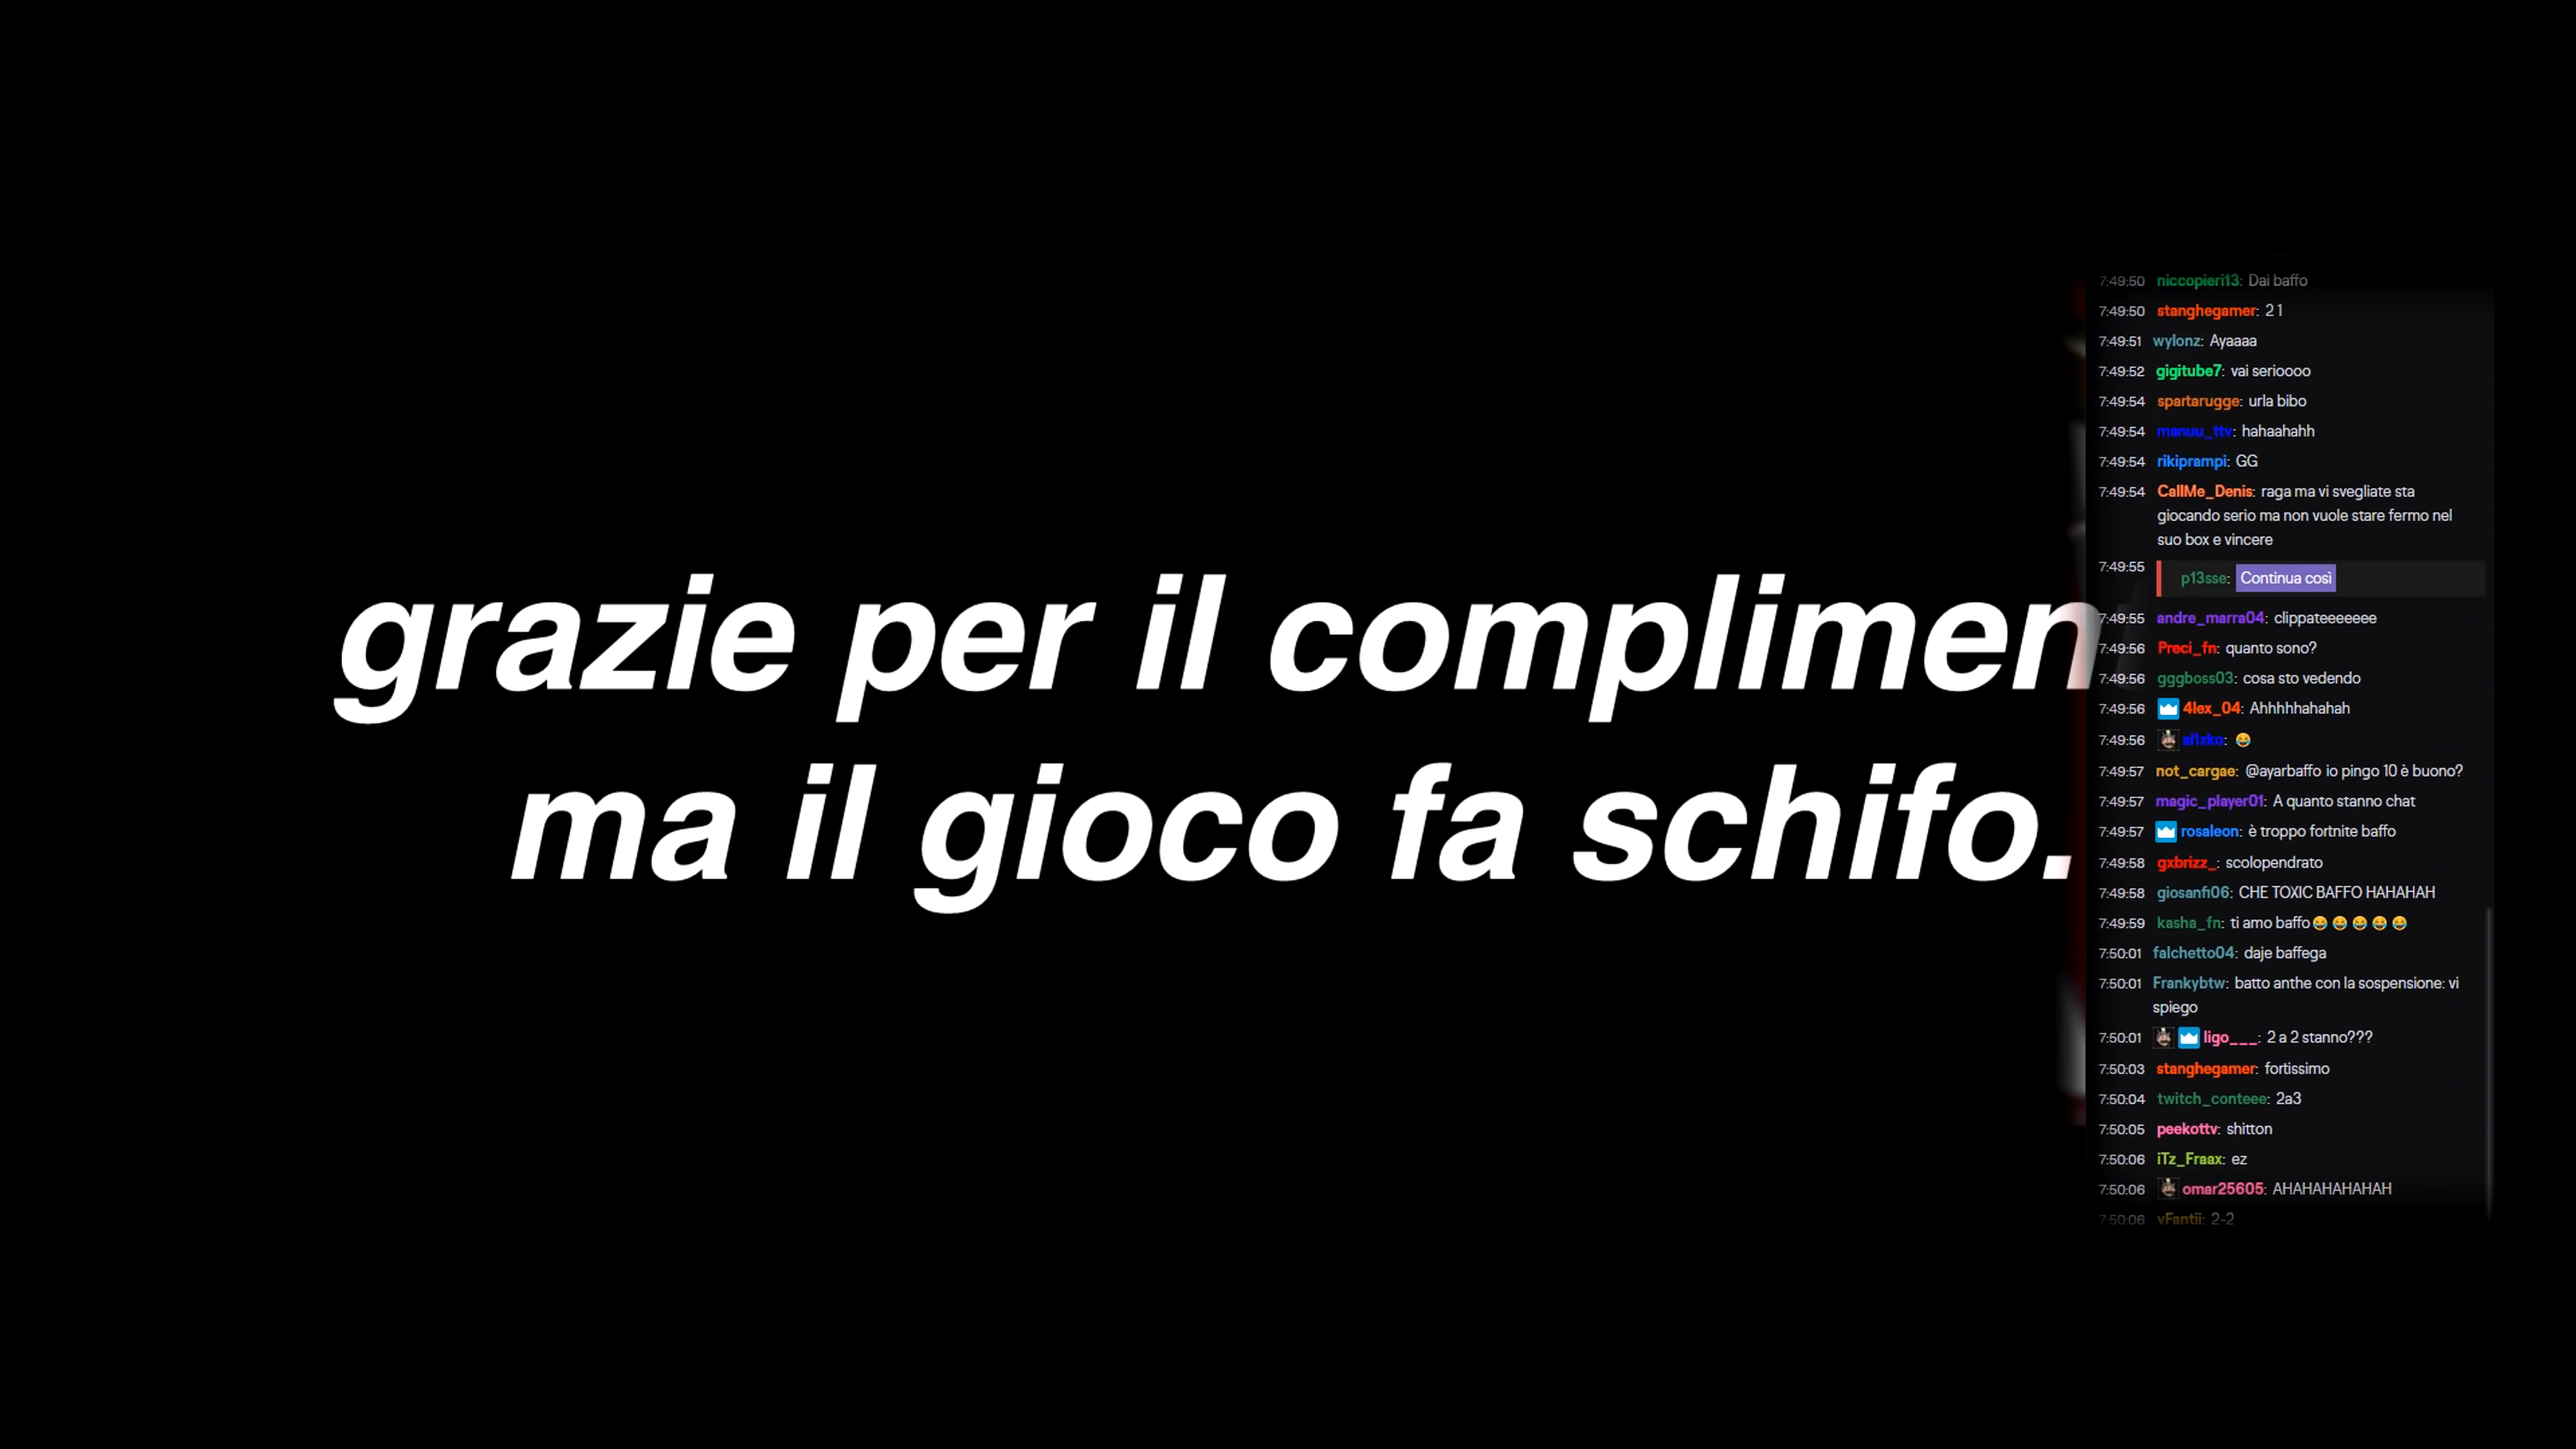 grazie per il complimen
ma il gioco fa schifo.
7:49:50 niccopieri13: Dai baffo
7:49:50 stanghegamer: 2 1
7:49:51 wylonz: Ayaaaa
7:49:52 gigitube7: vai serioooo
7:49:54 spartarugge: urla bibo
7:49:54 manuu_ttv: hahaahahh
7:49:54 rikiprampi: GG
7:49:54 CallMe_Denis: raga ma vi svegliate sta
giocando serio ma non vuole stare fermo nel
suo box e vincere
7:49:55 p13sse: Continua così
7:49:55 andre_marra04: clippateeeeeee
7:49:56 Preci_fn: quanto sono?
7:49:56 gggboss03: cosa sto vedendo
7:49:56 4lex_04: Ahhhhhahahah
7:49:56 al1zko: 😂
7:49:57 not_cargae: @ayarbaffo io pingo 10 è buono?
7:49:57 magic_player01: A quanto stanno chat
7:49:57 rosaleon: è troppo fortnite baffo
7:49:58 gxbrizz_: scolopendrato
7:49:58 giosanfi06: CHE TOXIC BAFFO HAHAHAH
7:49:59 kasha_fn: ti amo baffo😂😂😂😂😂
7:50:01 falchetto04: daje baffega
7:50:01 Frankybtw: batto anthe con la sospensione: vi
spiego
7:50:01 ligo___: 2 a 2 stanno???
7:50:03 stanghegamer: fortissimo
7:50:04 twitch_conteee: 2a3
7:50:05 peekottv: shitton
7:50:06 iTz_Fraax: ez
7:50:06 omar25605: AHAHAHAHAHAH
7:50:06 vFantii: 2-2